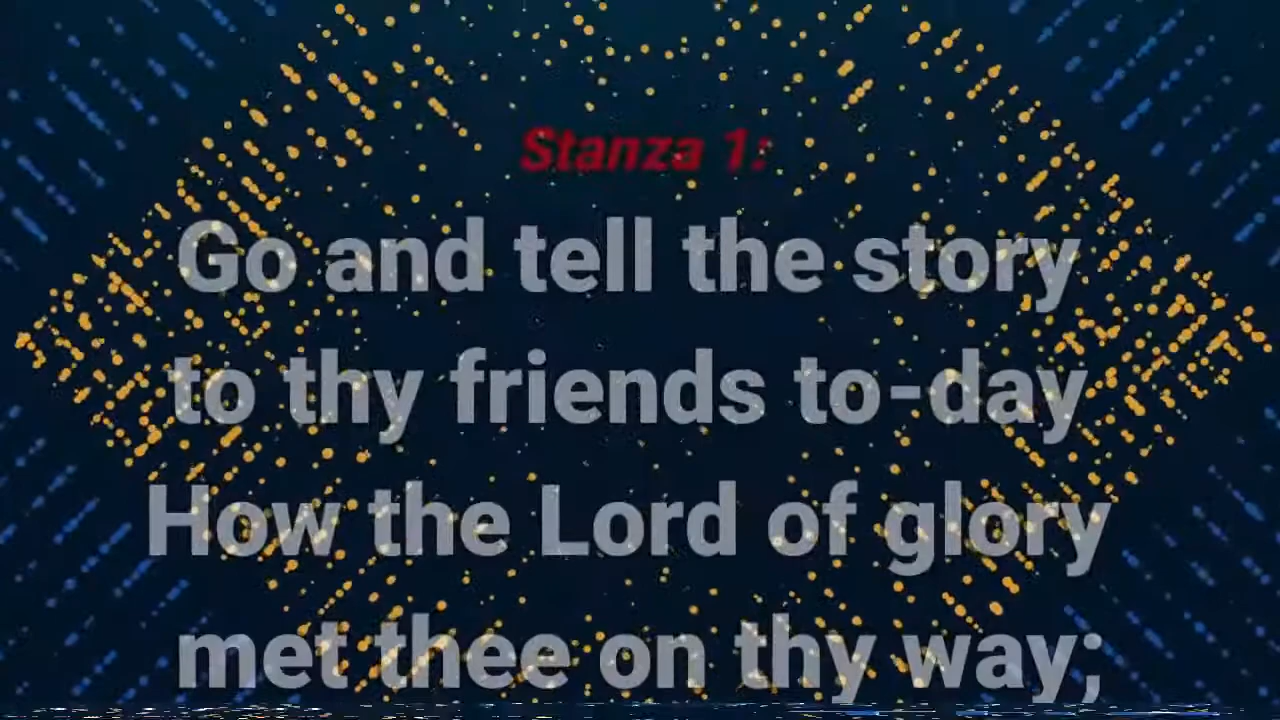 Stanza 1:
Go and tell the story
to thy friends to-day
How the Lord of glory
met thee on thy way;